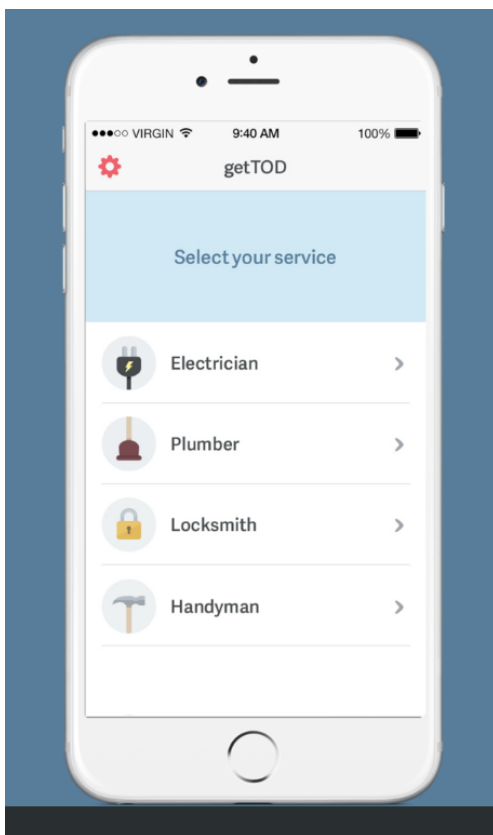 VIRGIN 9:40 AM 100%
getTOD
Select your service
Electrician
Plumber
Locksmith
Handyman